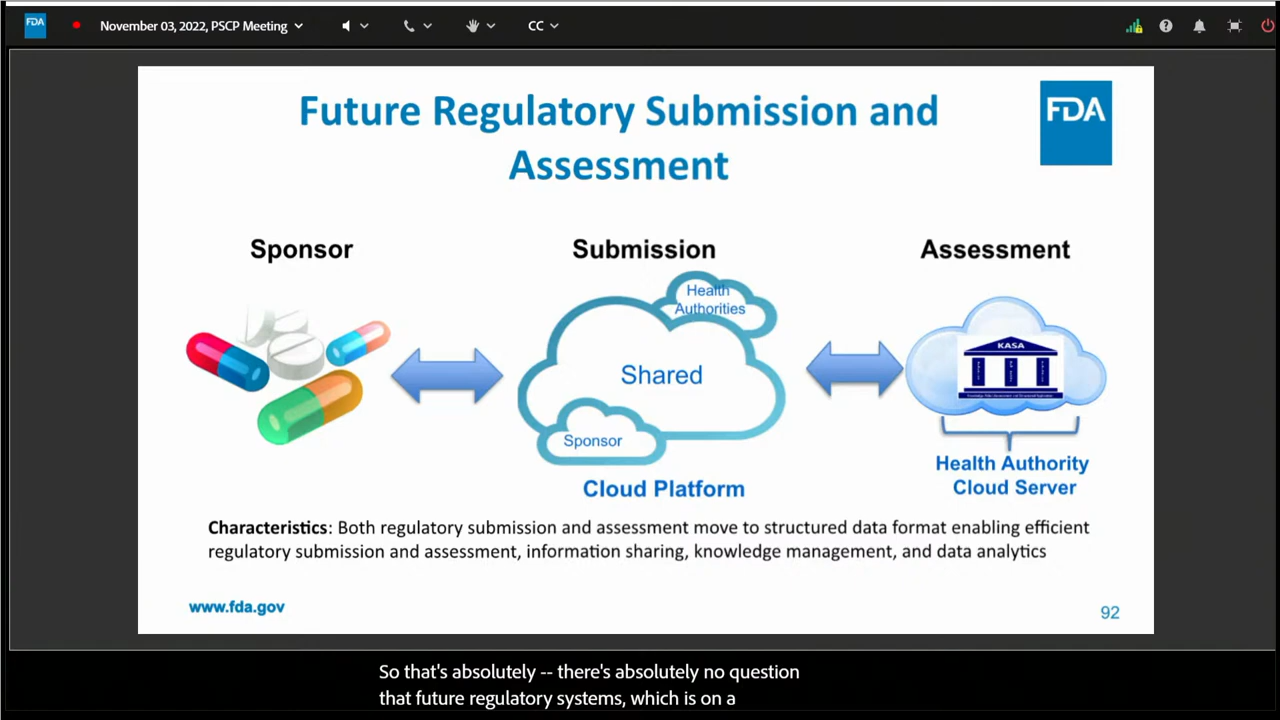 FDA
November 03, 2022, PSCP Meeting
CC
Future Regulatory Submission and
Assessment
FDA
Sponsor
Submission
Assessment
Health
Authorities
Shared
Sponsor
Cloud Platform
KASA
Health Authority
Cloud Server
Characteristics: Both regulatory submission and assessment move to structured data format enabling efficient
regulatory submission and assessment, information sharing, knowledge management, and data analytics
www.fda.gov
92
So that's absolutely -- there's absolutely no question
that future regulatory systems, which is on a